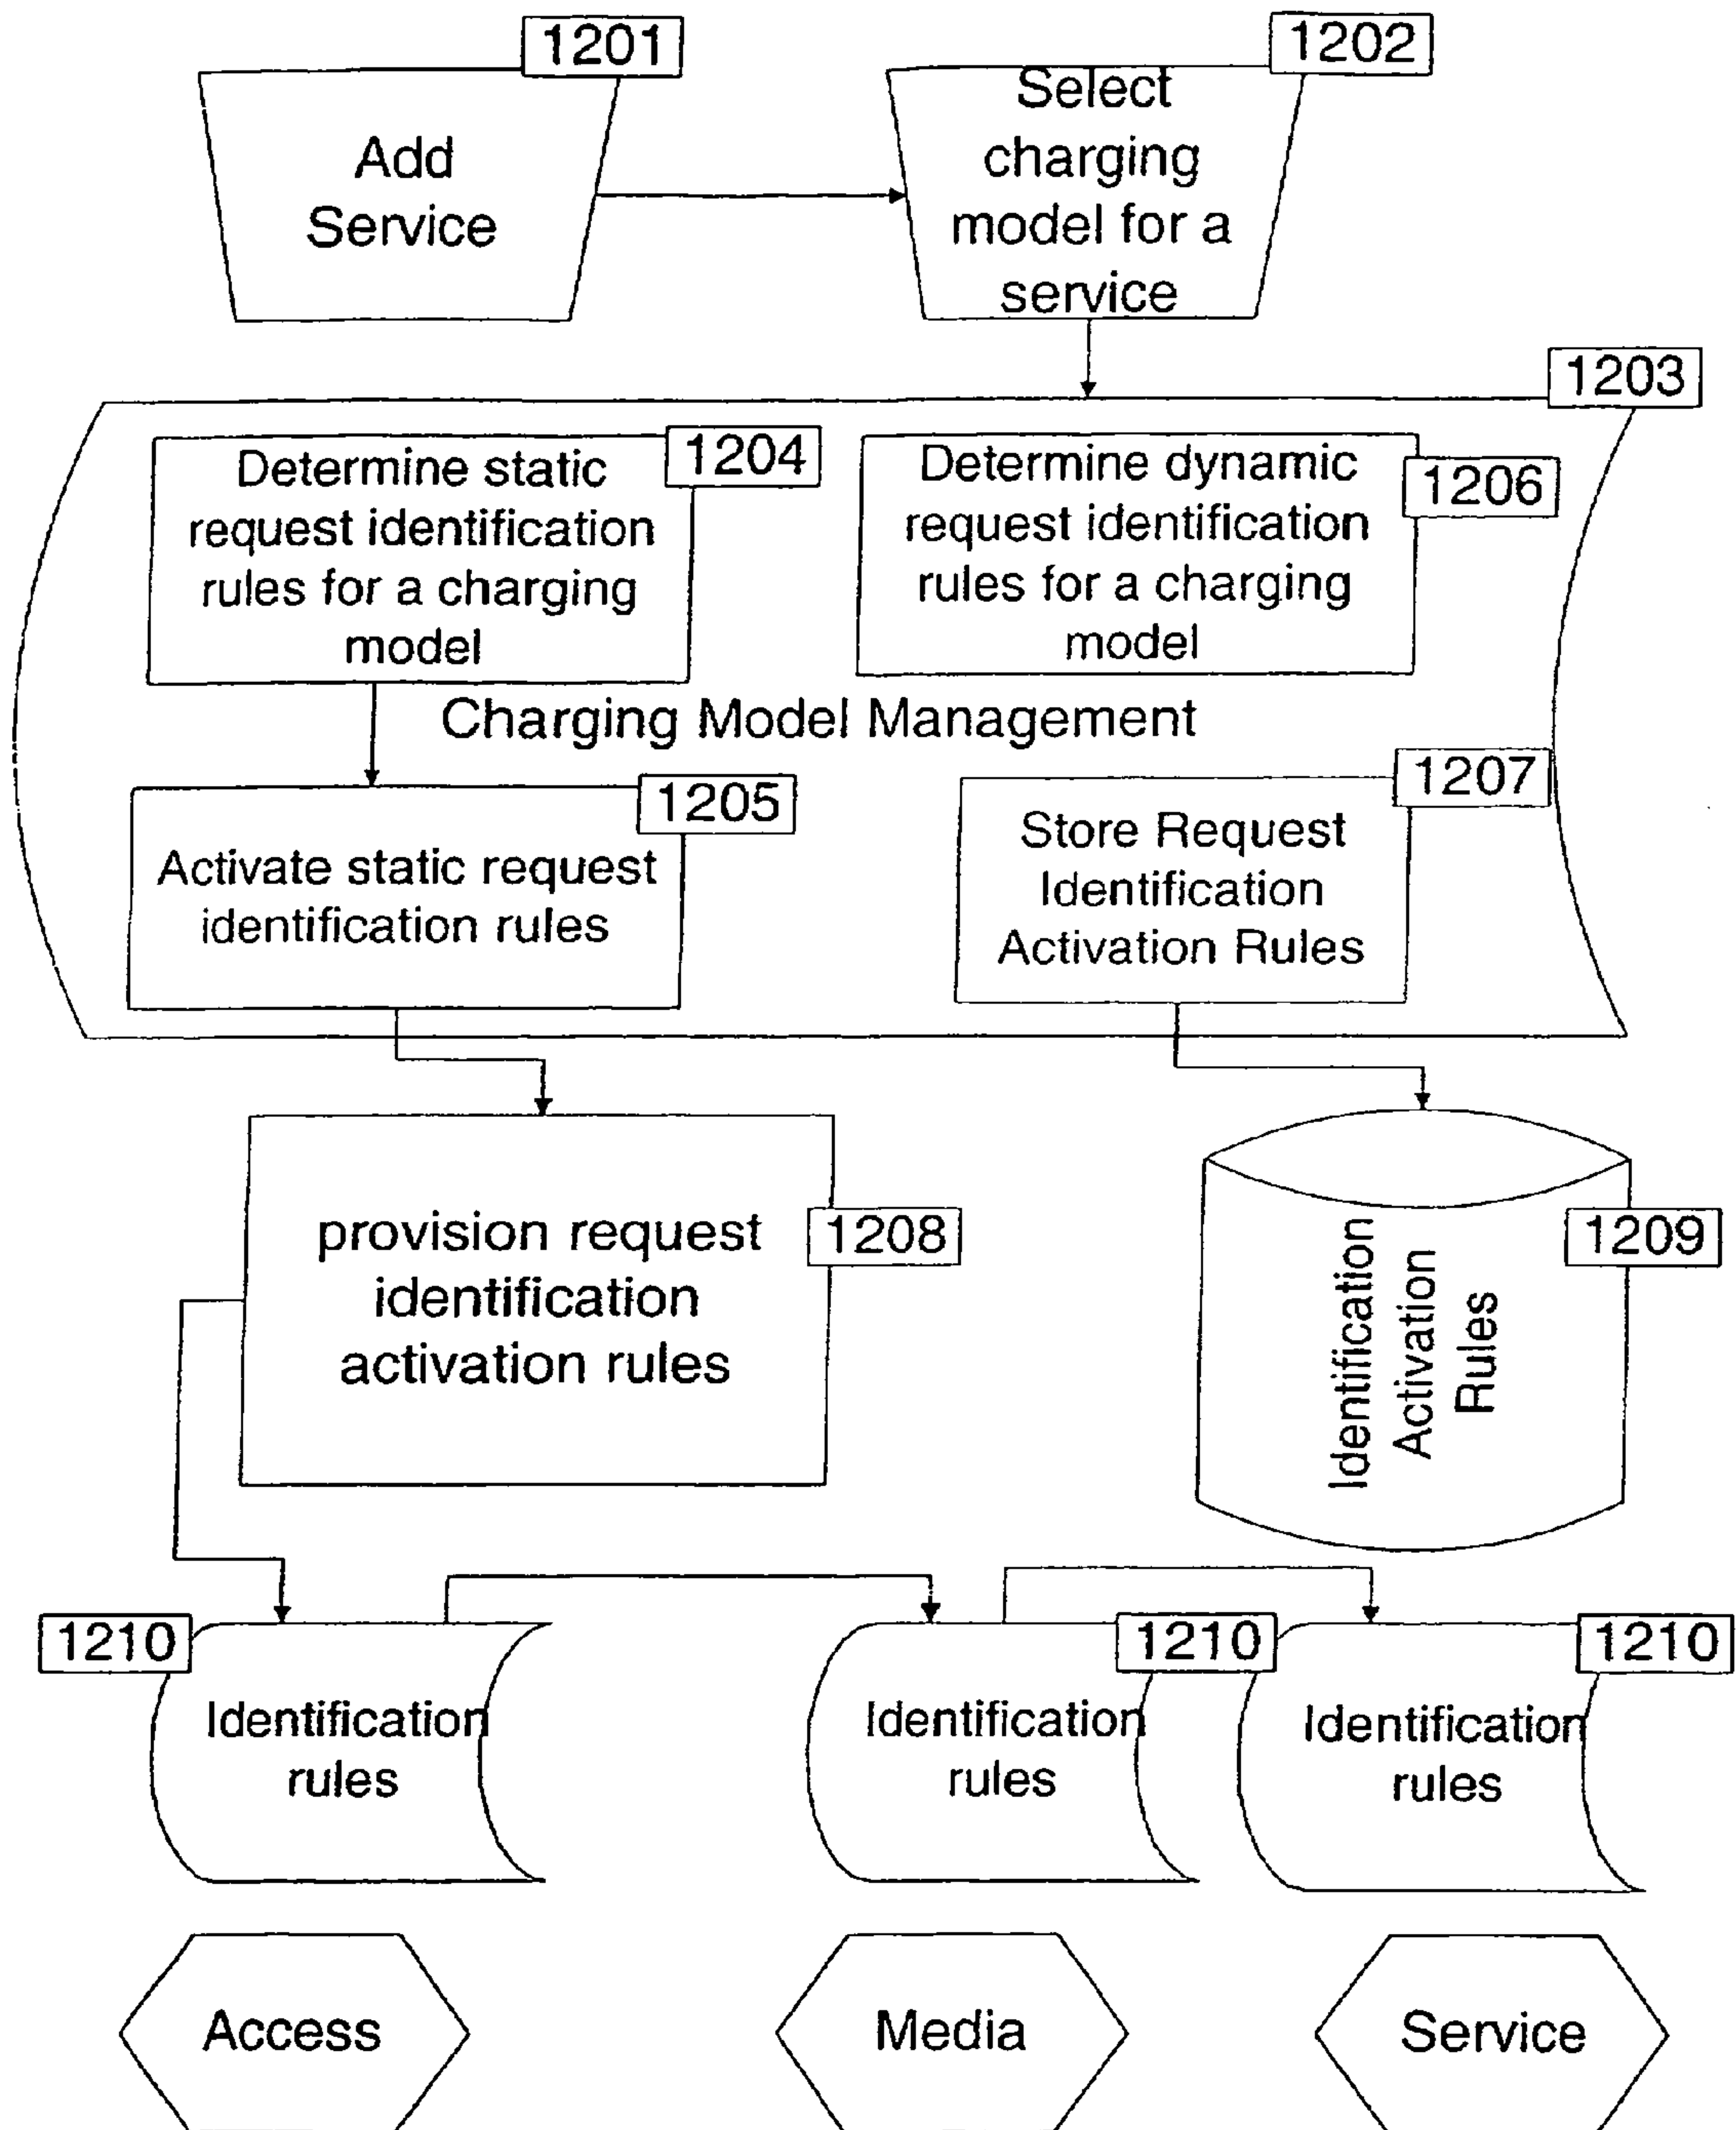 1201
Add
Service
1202
Select
charging
model for a
service
1203
1204
Determine static
request identification
rules for a charging
model
1206
Determine dynamic
request identification
rules for a charging
model
Charging Model Management
1205
Activate static request
identification rules
1207
Store Request
Identification
Activation Rules
provision request
identification
activation rules
1208
Identification
Activation
Rules
1209
1210
Identification
rules
1210
Identification
rules
1210
Identification
rules
Access
Media
Service